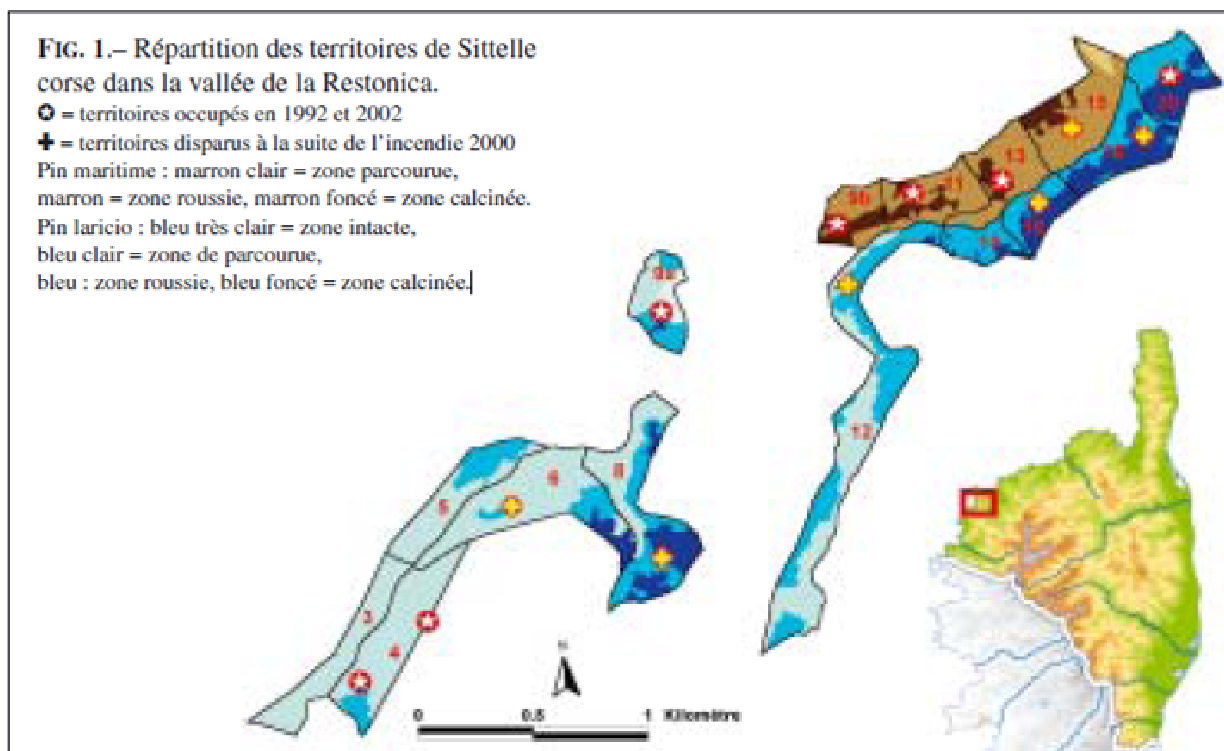 FIG. 1.– Répartition des territoires de Sittelle
corse dans la vallée de la Restonica.
✪ = territoires occupés en 1992 et 2002
✚ = territoires disparus à la suite de l’incendie 2000
Pin maritime : marron clair = zone parcourue,
marron = zone roussie, marron foncé = zone calcinée.
Pin laricio : bleu très clair = zone intacte,
bleu clair = zone de parcourue,
bleu : zone roussie, bleu foncé = zone calcinée.
13
12
6
8
5
3
4
N
0 0.5 1 Kilomètre